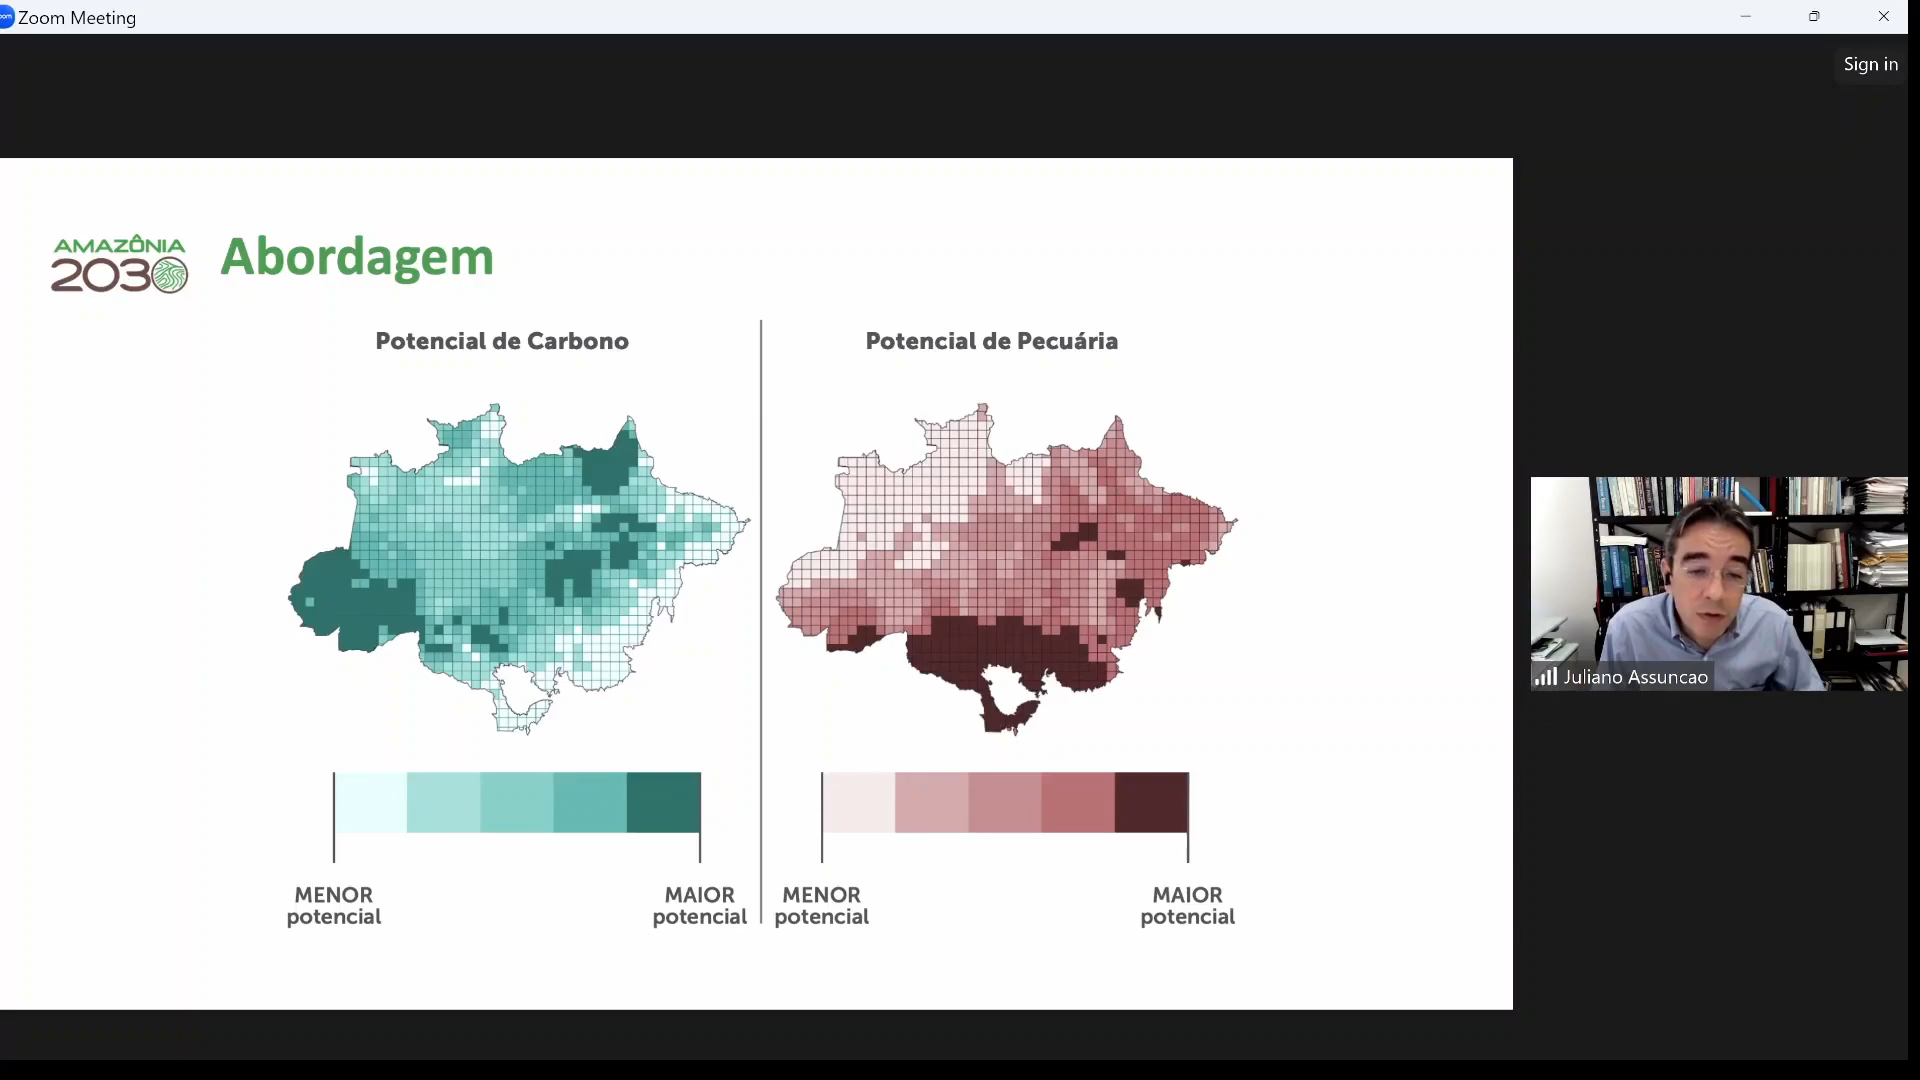 Zoom Meeting
Sign in
AMAZÔNIA
2030
Abordagem
Potencial de Carbono
Potencial de Pecuária
MENOR
potencial
MAIOR
potencial
MENOR
potencial
MAIOR
potencial
Juliano Assuncao